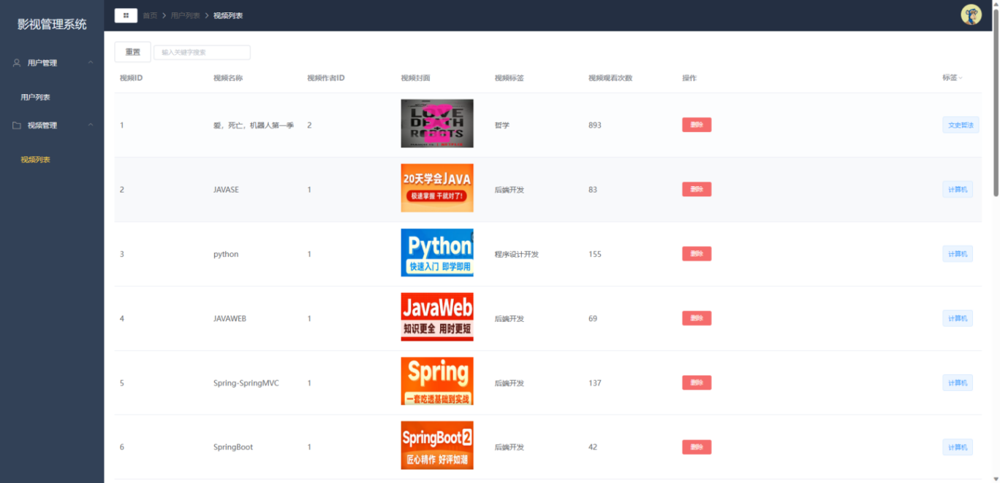 影视管理系统
首页 > 用户列表 > 视频列表
用户管理
用户列表
视频管理
视频列表
重置 输入关键字搜索
视频ID 视频名称 视频作者ID 视频封面 视频标签 视频观看次数 操作 标签
1 爱，死亡，机器人第一季 2 哲学 893 删除 文史哲法
LOVE
DEATH
ROBOTS
2 JAVASE 1 后端开发 83 删除 计算机
20天学会JAVA
极速掌握 干就对了!
3 python 1 程序设计开发 155 删除 计算机
Python
快速入门 即学即用
4 JAVAWEB 1 后端开发 69 删除 计算机
JavaWeb
知识更全 用时更短
5 Spring-SpringMVC 1 后端开发 137 删除 计算机
Spring
一套吃透基础到实战
6 SpringBoot 1 后端开发 42 删除 计算机
SpringBoot2
匠心精作 好评如潮